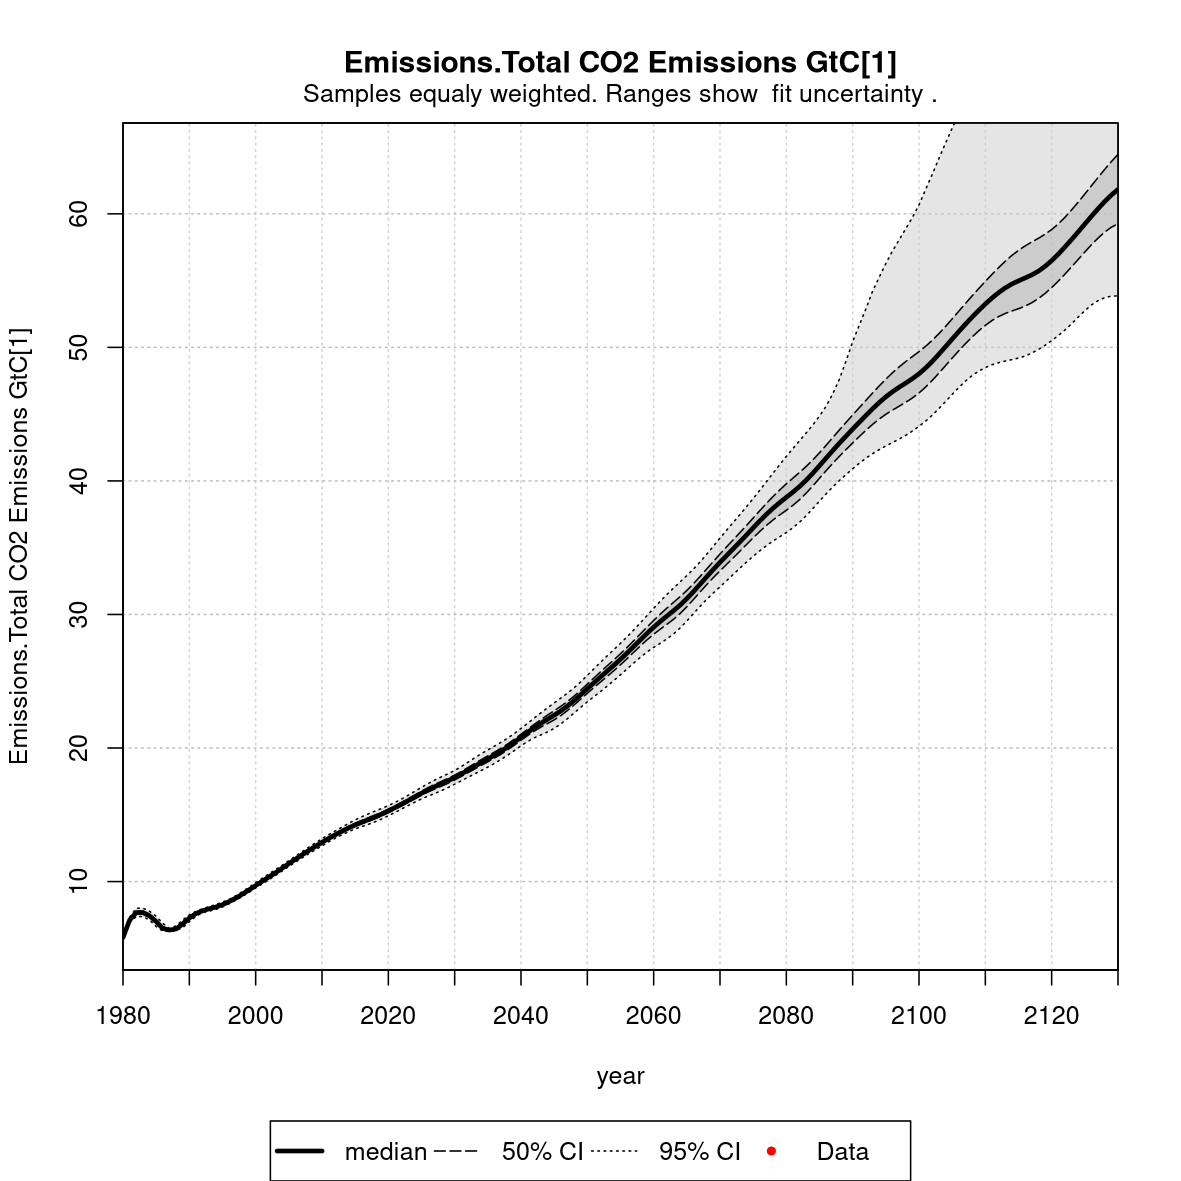 Emissions.Total CO2 Emissions GtC[1]
Samples equaly weighted. Ranges show  fit uncertainty .
Emissions.Total CO2 Emissions GtC[1]
60
50
40
30
20
10
1980 2000 2020 2040 2060 2080 2100 2120
year
median 50% CI 95% CI Data